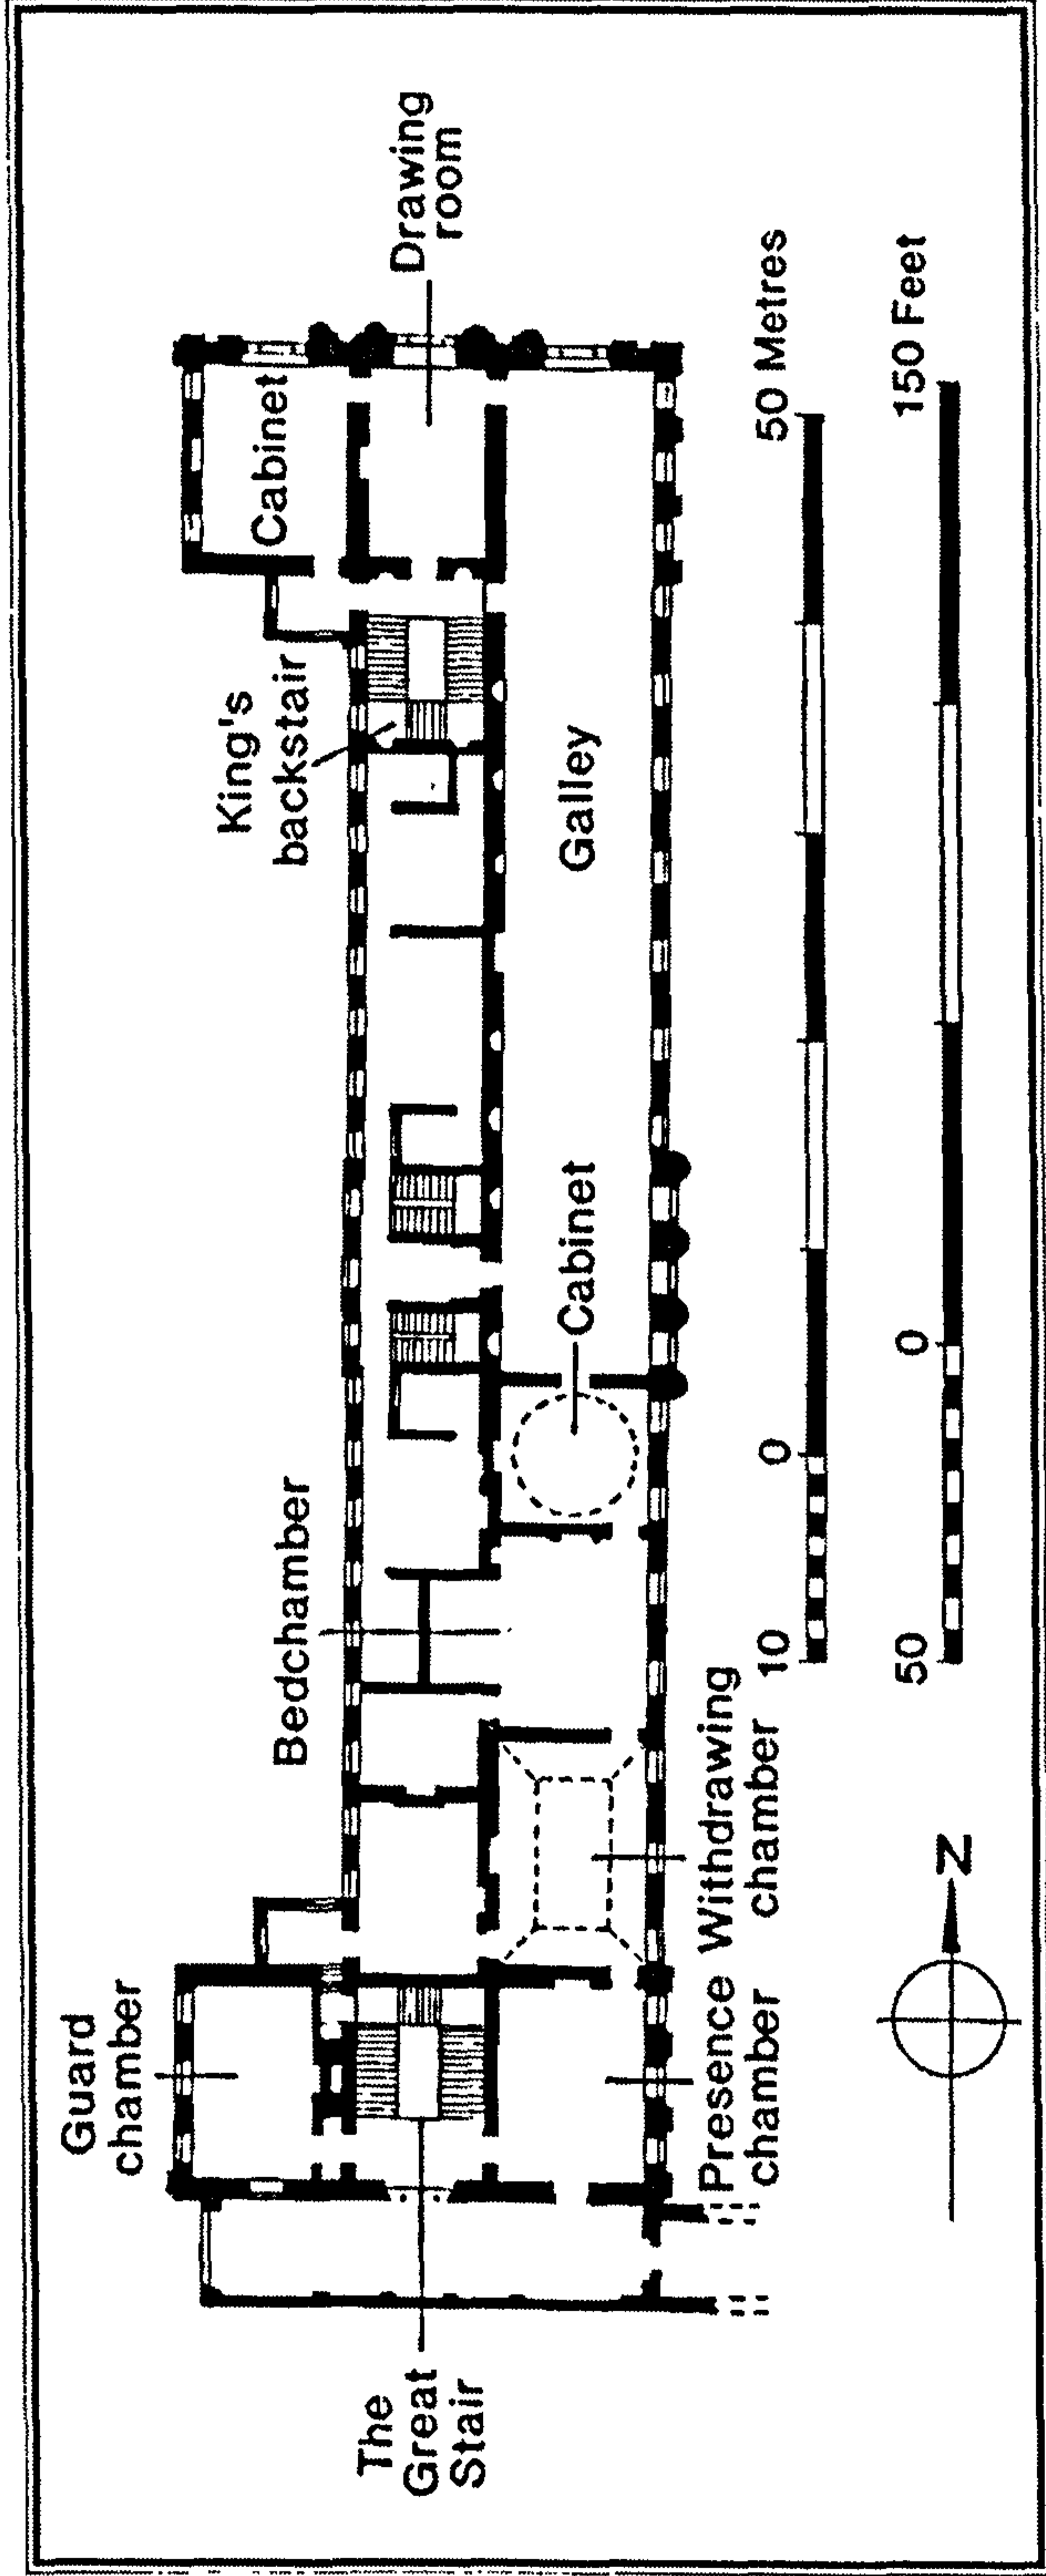 Guard
chamber
The
Great
Stair
Bedchamber
King's
backstair
Cabinet
Drawing
room
Galley
Cabinet
Presence
chamber
Withdrawing
chamber
10
0
50 Metres
50
0
150 Feet
N